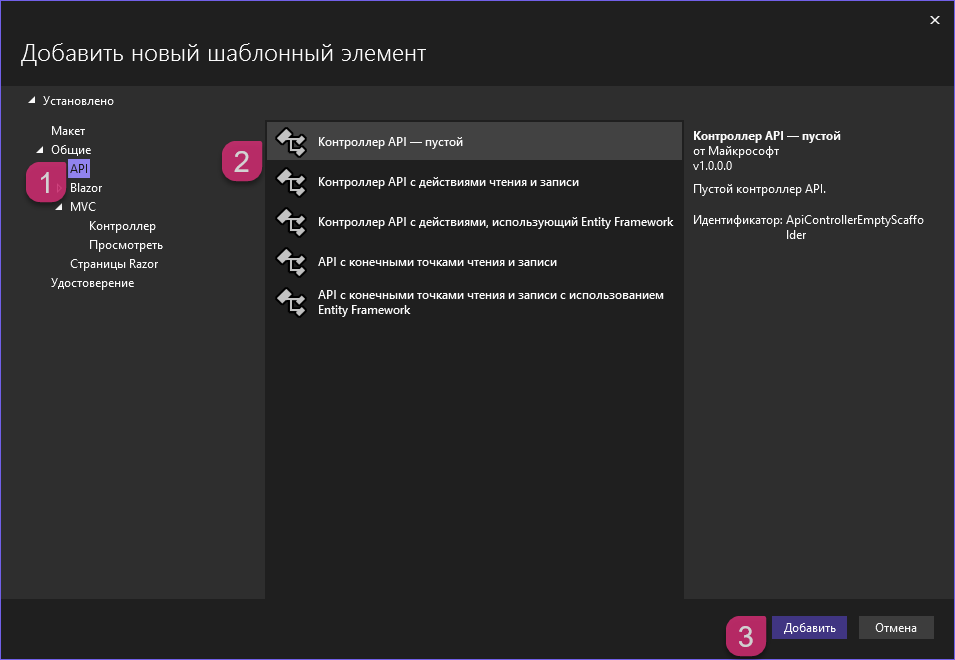 Добавить новый шаблонный элемент
Установлено
Макет
Общие
API
1
Blazor
MVC
Контроллер
Просмотреть
Страницы Razor
Удостоверение
2
Контроллер API — пустой
Контроллер API с действиями чтения и записи
Контроллер API с действиями, использующий Entity Framework
API с конечными точками чтения и записи
API с конечными точками чтения и записи с использованием
Entity Framework
Контроллер API — пустой
от Майкрософт
v1.0.0.0
Пустой контроллер API.
Идентификатор: ApiControllerEmptyScaffo
lder
3
Добавить
Отмена